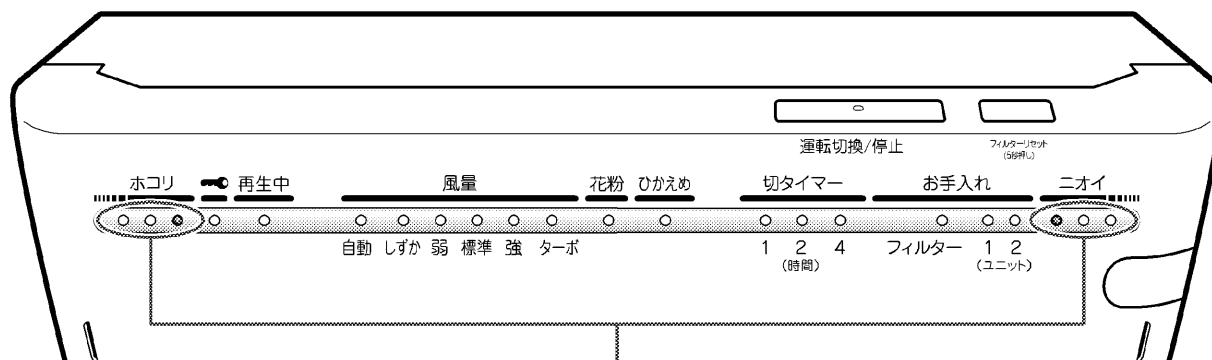 運転切換/停止
フィルターリセット
(5秒押し)
ホコリ 再生中 風量 花粉 ひかえめ 切タイマー お手入れ ニオイ
自動 しずか 弱 標準 強 ターボ 1 2 4 フィルター 1 2
(時間) (ユニット)